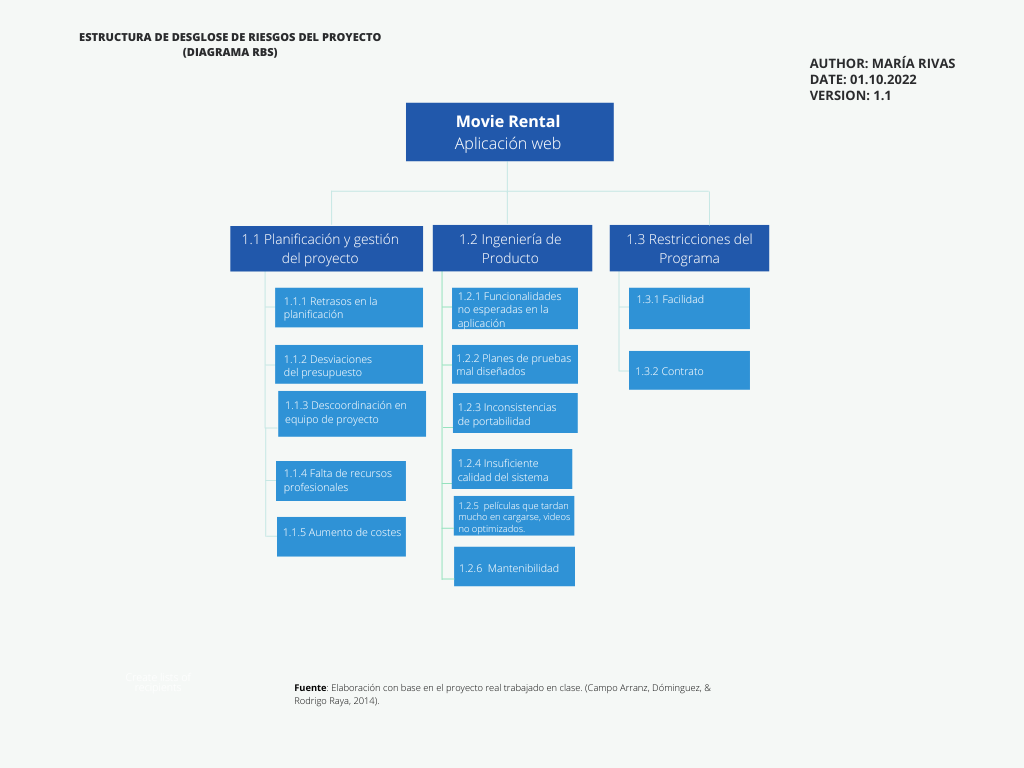 ESTRUCTURA DE DESGLOSE DE RIESGOS DEL PROYECTO
(DIAGRAMA RBS)
AUTHOR: MARÍA RIVAS
DATE: 01.10.2022
VERSION: 1.1
Movie Rental
Aplicación web
1.1 Planificación y gestión
del proyecto
1.1.1 Retrasos en la
planificación
1.1.2 Desviaciones
del presupuesto
1.1.3 Descoordinación en
equipo de proyecto
1.1.4 Falta de recursos
profesionales
1.1.5 Aumento de costes
1.2 Ingeniería de
Producto
1.2.1 Funcionalidades
no esperadas en la
aplicación
1.2.2 Planes de pruebas
mal diseñados
1.2.3 Inconsistencias
de portabilidad
1.2.4 Insuficiente
calidad del sistema
1.2.5 películas que tardan
mucho en cargarse, videos
no optimizados.
1.2.6 Mantenibilidad
1.3 Restricciones del
Programa
1.3.1 Facilidad
1.3.2 Contrato
Fuente: Elaboración con base en el proyecto real trabajado en clase. (Campo Arranz, Dóminguez, &
Rodrigo Raya, 2014).